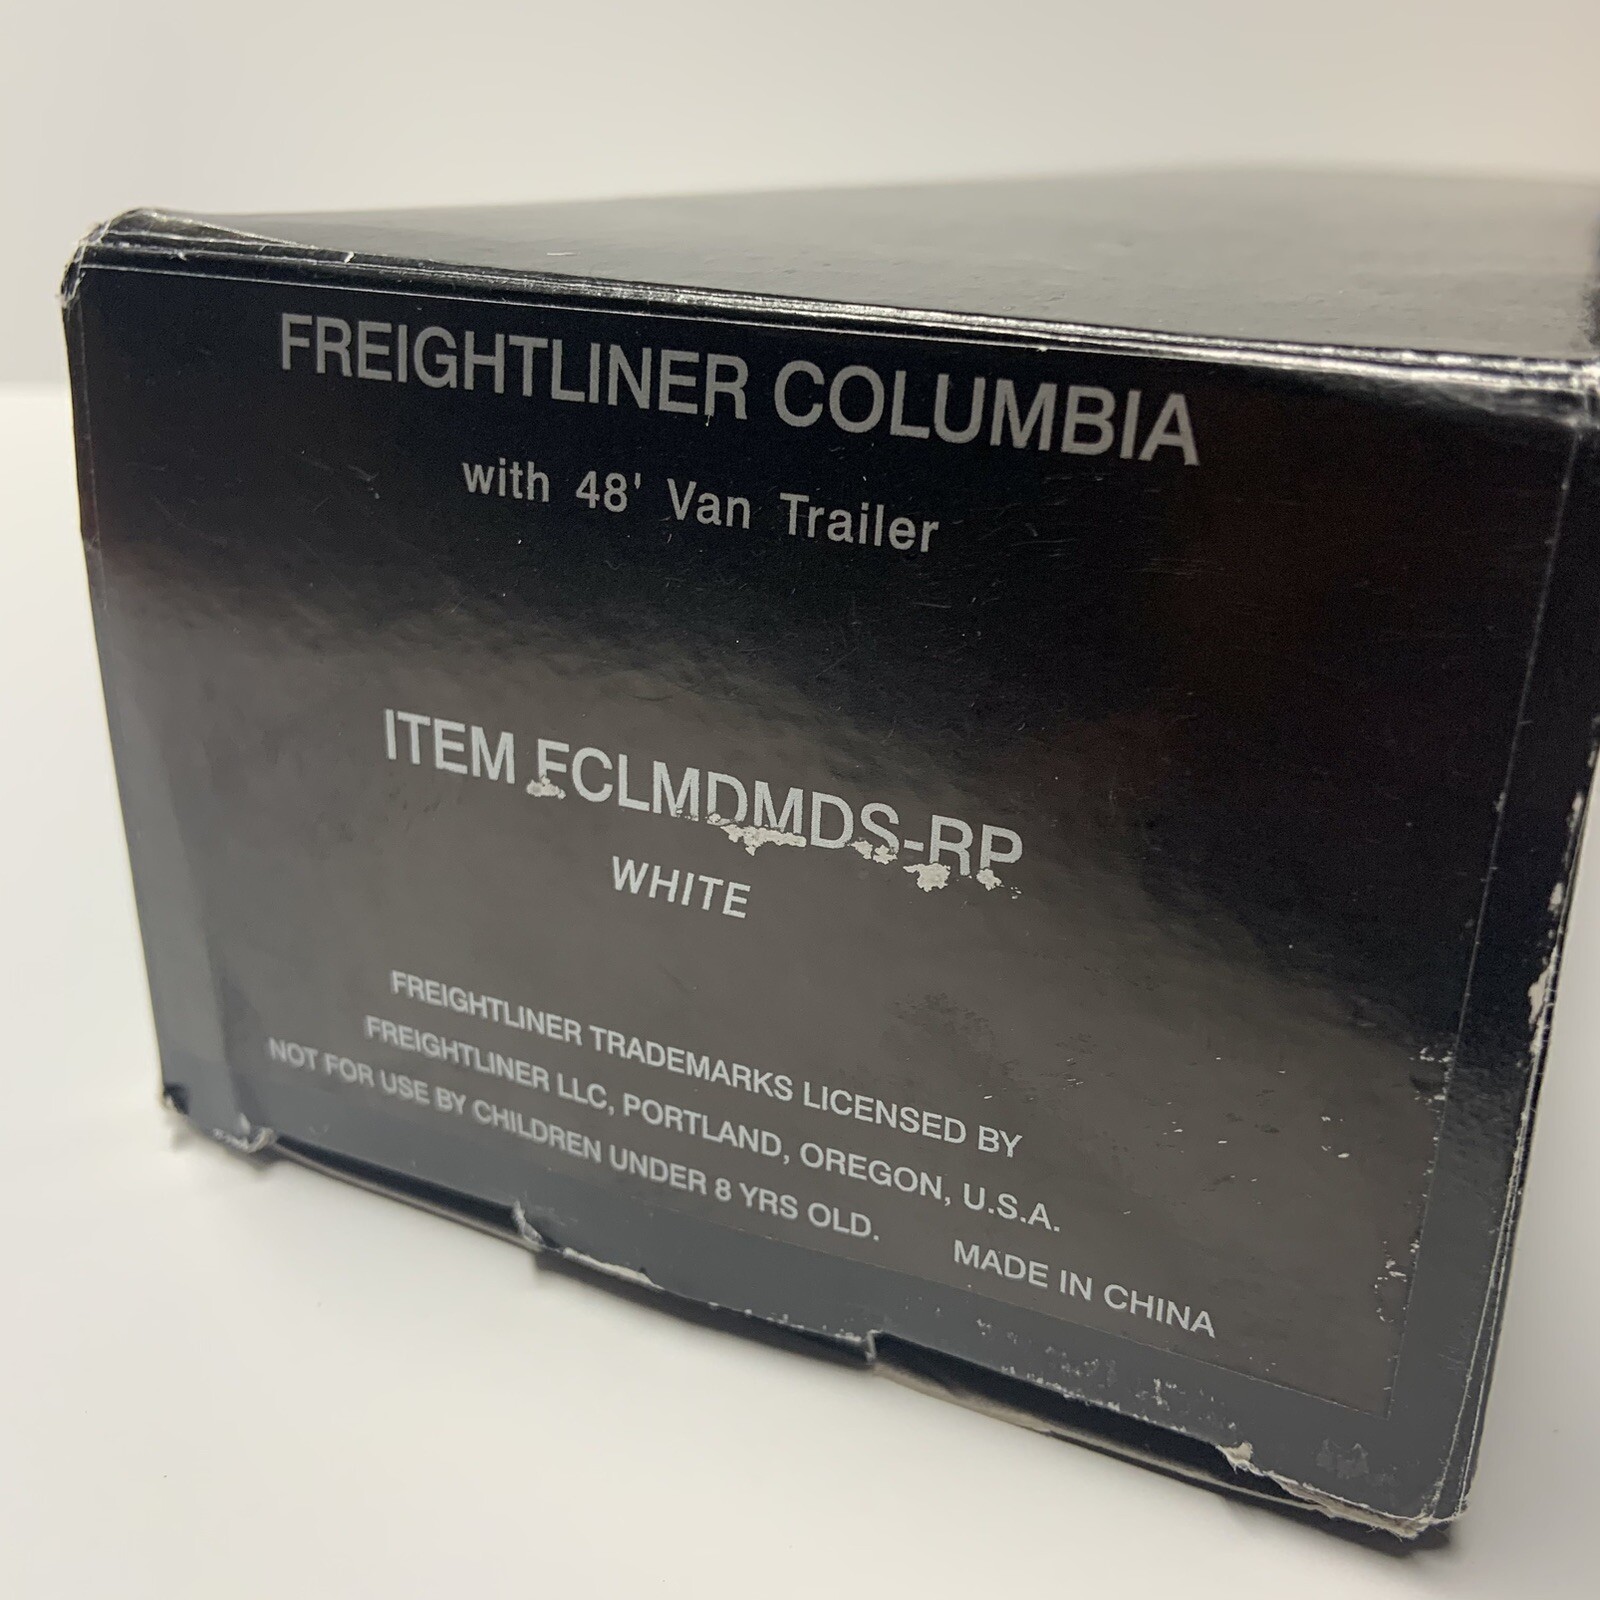 FREIGHTLINER COLUMBIA
with 48' Van Trailer
ITEM FCLMDMDS-RP
WHITE
FREIGHTLINER TRADEMARKS LICENSED BY
FREIGHTLINER LLC, PORTLAND, OREGON, U.S.A.
NOT FOR USE BY CHILDREN UNDER 8 YRS OLD.
MADE IN CHINA